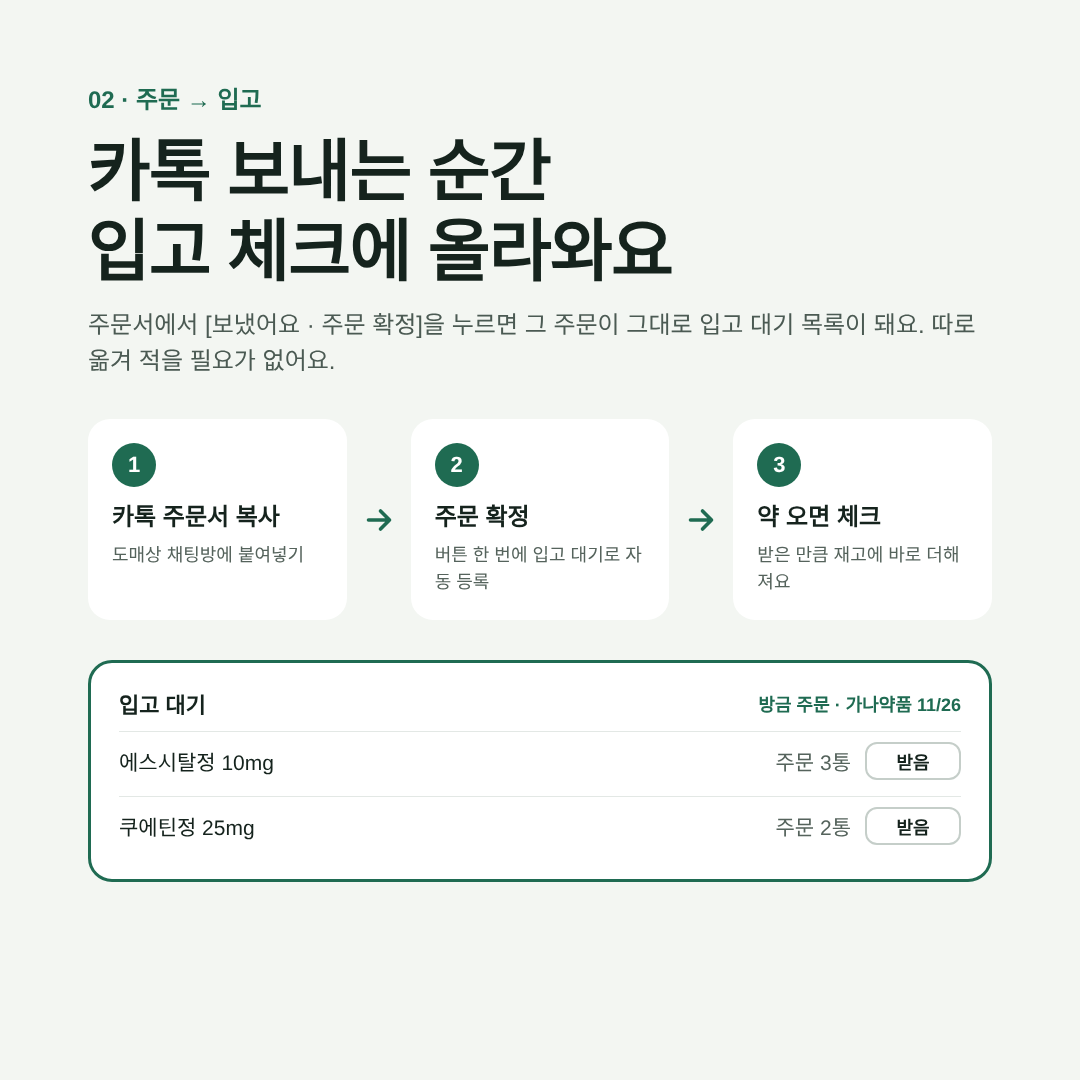 02 · 주문 → 입고
카톡 보내는 순간
입고 체크에 올라와요
주문서에서 [보냈어요 · 주문 확정]을 누르면 그 주문이 그대로 입고 대기 목록이 돼요. 따로
옮겨 적을 필요가 없어요.
1
카톡 주문서 복사
도매상 채팅방에 붙여넣기
→
2
주문 확정
버튼 한 번에 입고 대기로 자
동 등록
→
3
약 오면 체크
받은 만큼 재고에 바로 더해
져요
입고 대기 방금 주문 · 가나약품 11/26
에스시탈정 10mg 주문 3통 받음
쿠에틴정 25mg 주문 2통 받음